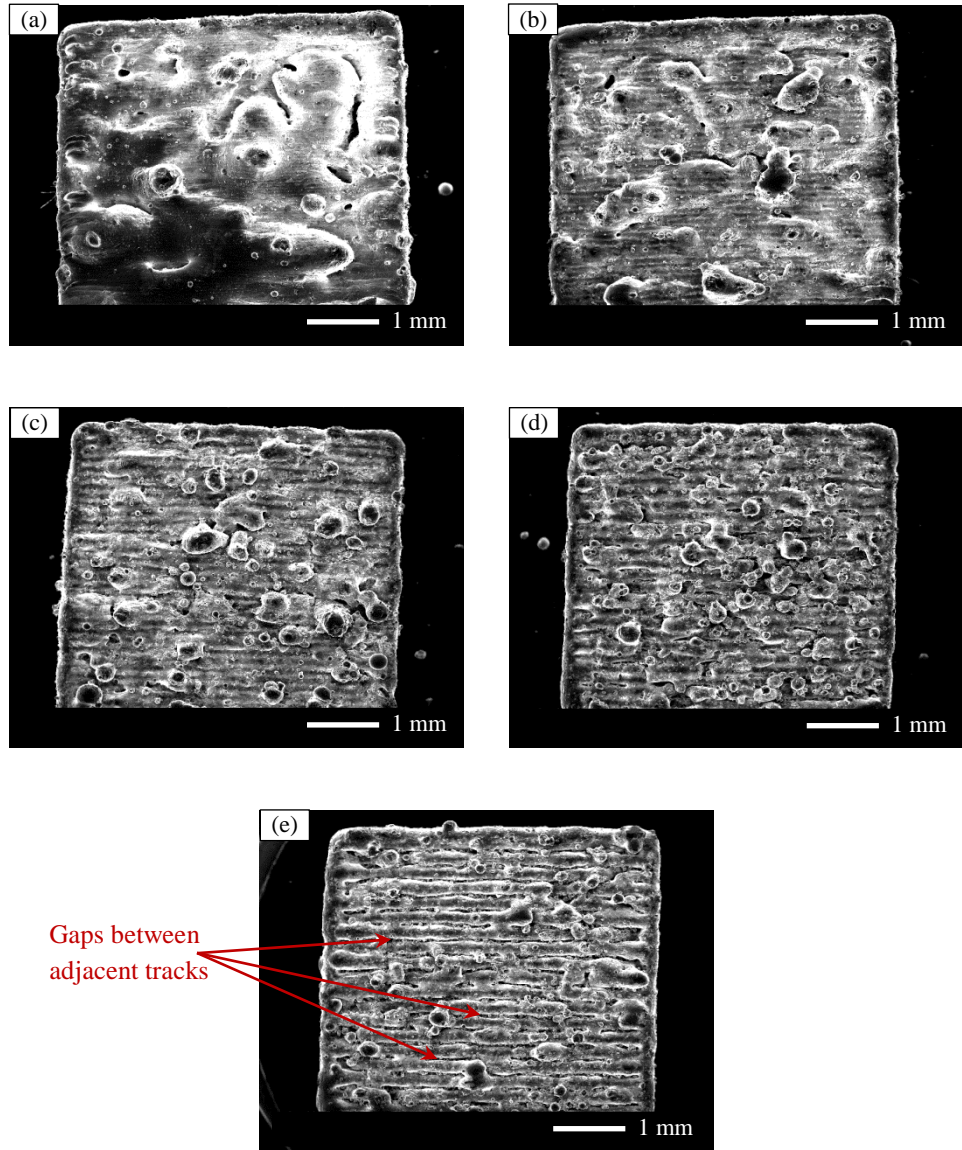 (a)
(b)
1 mm
1 mm
(c)
(d)
1 mm
1 mm
(e)
Gaps between
adjacent tracks
1 mm